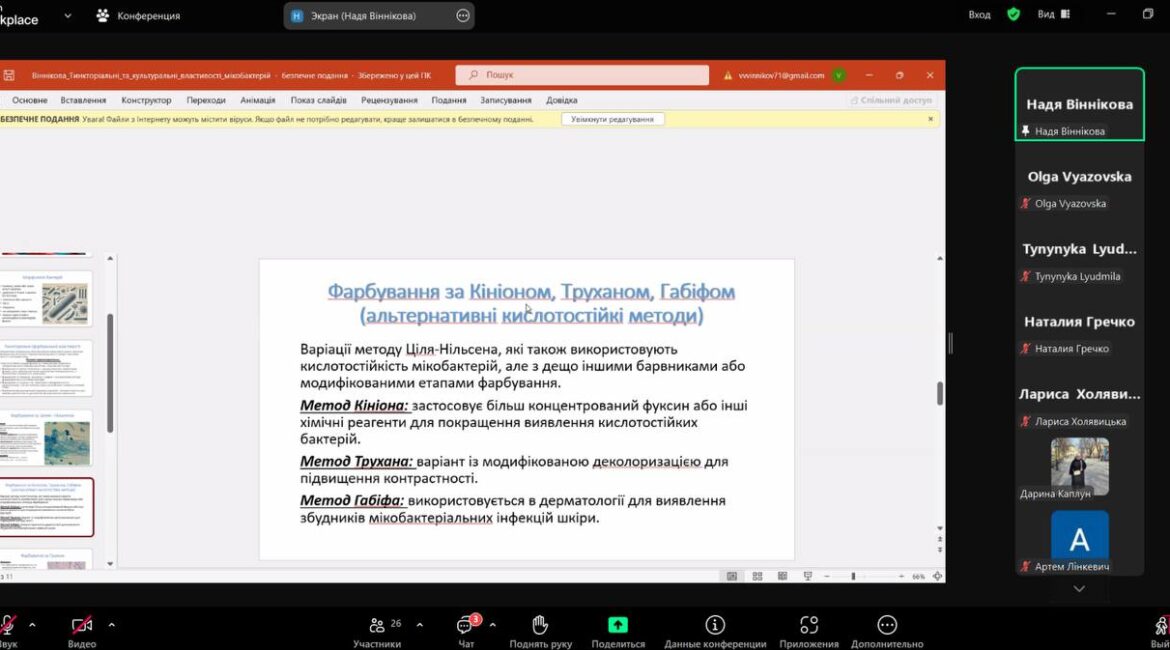 kplace
Конференция
Н Экран (Надя Віннікова)
Вход
Вид
Віннікова_Тинкторіальні_та_культуральні_властивості_мікобактерій - безпечне подання • Збережено у цей ПК
Пошук
vvvinnikov71@gmail.com
V
Основне Вставлення Конструктор Переходи Анімація Показ слайдів Рецензування Подання Записування Довідка
Спільний доступ
БЕЗПЕЧНЕ ПОДАННЯ Увага! Файли з Інтернету можуть містити віруси. Якщо файл не потрібно редагувати, краще залишатися в безпечному поданні.
Увімкнути редагування
Фарбування за Кініоном, Труханом, Габіфом
(альтернативні кислотостійкі методи)
Варіації методу Ціля-Нільсена, які також використовують
кислотостійкість мікобактерій, але з дещо іншими барвниками або
модифікованими етапами фарбування.
Метод Кініона: застосовує більш концентрований фуксин або інші
хімічні реагенти для покращення виявлення кислотостійких
бактерій.
Метод Трухана: варіант із модифікованою деколоризацією для
підвищення контрастності.
Метод Габіфа: використовується в дерматології для виявлення
збудників мікобактеріальних інфекцій шкіри.
з 11
66%
Надя Віннікова
Надя Віннікова
Olga Vyazovska
Olga Vyazovska
Tynynyka Lyud...
Tynynyka Lyudmila
Наталия Гречко
Наталия Гречко
Лариса Холяви...
Лариса Холявицька
Дарина Каплун
А
Артем Лінкевич
Звук
Видео
26
Участники
3
Чат
Поднять руку
Поделиться
Данные конференции
Приложения
Дополнительно
Вый